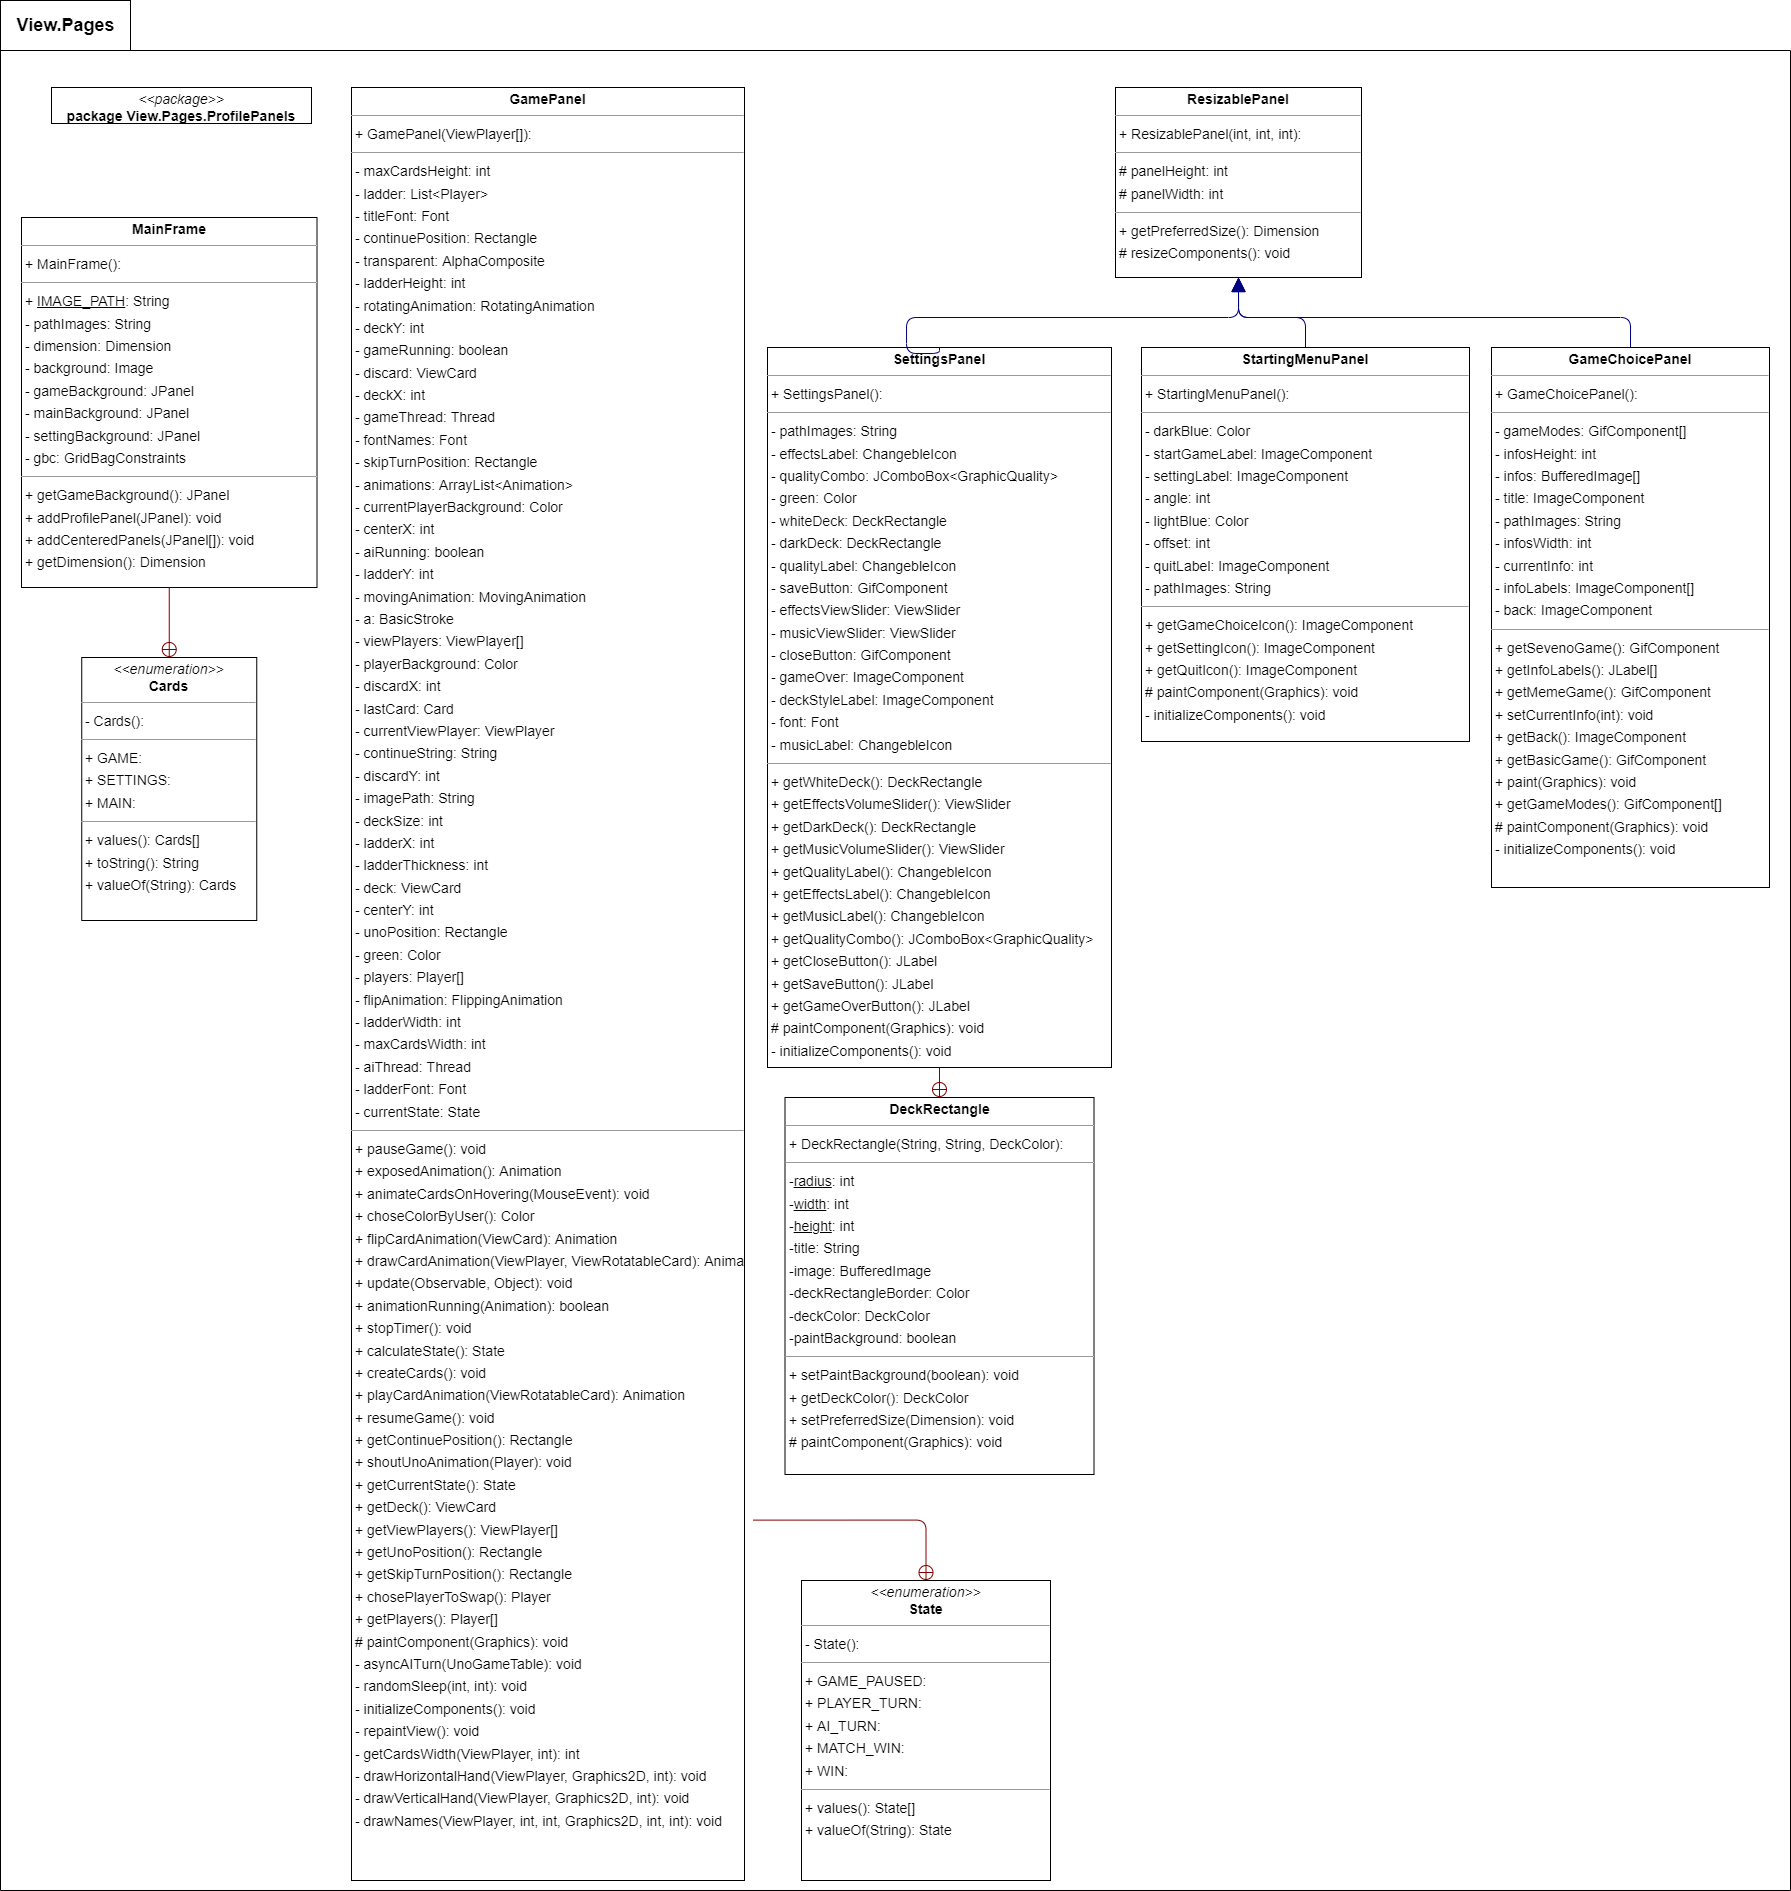 View.Pages
<<package>>
package View.Pages.ProfilePanels
MainFrame
+ MainFrame():
+ IMAGE_PATH: String
- pathImages: String
- dimension: Dimension
- background: Image
- gameBackground: JPanel
- mainBackground: JPanel
- settingBackground: JPanel
- gbc: GridBagConstraints
+ getGameBackground(): JPanel
+ addProfilePanel(JPanel): void
+ addCenteredPanels(JPanel[]): void
+ getDimension(): Dimension
<<enumeration>>
Cards
- Cards():
+ GAME:
+ SETTINGS:
+ MAIN:
+ values(): Cards[]
+ toString(): String
+ valueOf(String): Cards
GamePanel
+ GamePanel(ViewPlayer[]):
- maxCardsHeight: int
- ladder: List<Player>
- titleFont: Font
- continuePosition: Rectangle
- transparent: AlphaComposite
- ladderHeight: int
- rotatingAnimation: RotatingAnimation
- deckY: int
- gameRunning: boolean
- discard: ViewCard
- deckX: int
- gameThread: Thread
- fontNames: Font
- skipTurnPosition: Rectangle
- animations: ArrayList<Animation>
- currentPlayerBackground: Color
- centerX: int
- aiRunning: boolean
- ladderY: int
- movingAnimation: MovingAnimation
- a: BasicStroke
- viewPlayers: ViewPlayer[]
- playerBackground: Color
- discardX: int
- lastCard: Card
- currentViewPlayer: ViewPlayer
- continueString: String
- discardY: int
- imagePath: String
- deckSize: int
- ladderX: int
- ladderThickness: int
- deck: ViewCard
- centerY: int
- unoPosition: Rectangle
- green: Color
- players: Player[]
- flipAnimation: FlippingAnimation
- ladderWidth: int
- maxCardsWidth: int
- aiThread: Thread
- ladderFont: Font
- currentState: State
+ pauseGame(): void
+ exposedAnimation(): Animation
+ animateCardsOnHovering(MouseEvent): void
+ choseColorByUser(): Color
+ flipCardAnimation(ViewCard): Animation
+ drawCardAnimation(ViewPlayer, ViewRotatableCard): Anima
+ update(Observable, Object): void
+ animationRunning(Animation): boolean
+ stopTimer(): void
+ calculateState(): State
+ createCards(): void
+ playCardAnimation(ViewRotatableCard): Animation
+ resumeGame(): void
+ getContinuePosition(): Rectangle
+ shoutUnoAnimation(Player): void
+ getCurrentState(): State
+ getDeck(): ViewCard
+ getViewPlayers(): ViewPlayer[]
+ getUnoPosition(): Rectangle
+ getSkipTurnPosition(): Rectangle
+ chosePlayerToSwap(): Player
+ getPlayers(): Player[]
# paintComponent(Graphics): void
- asyncAITurn(UnoGameTable): void
- randomSleep(int, int): void
- initializeComponents(): void
- repaintView(): void
- getCardsWidth(ViewPlayer, int): int
- drawHorizontalHand(ViewPlayer, Graphics2D, int): void
- drawVerticalHand(ViewPlayer, Graphics2D, int): void
- drawNames(ViewPlayer, int, int, Graphics2D, int, int): void
ResizablePanel
+ ResizablePanel(int, int, int):
# panelHeight: int
# panelWidth: int
+ getPreferredSize(): Dimension
# resizeComponents(): void
SettingsPanel
+ SettingsPanel():
- pathImages: String
- effectsLabel: ChangebleIcon
- qualityCombo: JComboBox<GraphicQuality>
- green: Color
- whiteDeck: DeckRectangle
- darkDeck: DeckRectangle
- qualityLabel: ChangebleIcon
- saveButton: GifComponent
- effectsViewSlider: ViewSlider
- musicViewSlider: ViewSlider
- closeButton: GifComponent
- gameOver: ImageComponent
- deckStyleLabel: ImageComponent
- font: Font
- musicLabel: ChangebleIcon
+ getWhiteDeck(): DeckRectangle
+ getEffectsVolumeSlider(): ViewSlider
+ getDarkDeck(): DeckRectangle
+ getMusicVolumeSlider(): ViewSlider
+ getQualityLabel(): ChangebleIcon
+ getEffectsLabel(): ChangebleIcon
+ getMusicLabel(): ChangebleIcon
+ getQualityCombo(): JComboBox<GraphicQuality>
+ getCloseButton(): JLabel
+ getSaveButton(): JLabel
+ getGameOverButton(): JLabel
# paintComponent(Graphics): void
- initializeComponents(): void
StartingMenuPanel
+ StartingMenuPanel():
- darkBlue: Color
- startGameLabel: ImageComponent
- settingLabel: ImageComponent
- angle: int
- lightBlue: Color
- offset: int
- quitLabel: ImageComponent
- pathImages: String
+ getGameChoiceIcon(): ImageComponent
+ getSettingIcon(): ImageComponent
+ getQuitIcon(): ImageComponent
# paintComponent(Graphics): void
- initializeComponents(): void
GameChoicePanel
+ GameChoicePanel():
- gameModes: GifComponent[]
- infosHeight: int
- infos: BufferedImage[]
- title: ImageComponent
- pathImages: String
- infosWidth: int
- currentInfo: int
- infoLabels: ImageComponent[]
- back: ImageComponent
+ getSevenoGame(): GifComponent
+ getInfoLabels(): JLabel[]
+ getMemeGame(): GifComponent
+ setCurrentInfo(int): void
+ getBack(): ImageComponent
+ getBasicGame(): GifComponent
+ paint(Graphics): void
+ getGameModes(): GifComponent[]
# paintComponent(Graphics): void
- initializeComponents(): void
DeckRectangle
+ DeckRectangle(String, String, DeckColor):
-radius: int
-width: int
-height: int
-title: String
-image: BufferedImage
-deckRectangleBorder: Color
-deckColor: DeckColor
-paintBackground: boolean
+ setPaintBackground(boolean): void
+ getDeckColor(): DeckColor
+ setPreferredSize(Dimension): void
# paintComponent(Graphics): void
<<enumeration>>
State
- State():
+ GAME_PAUSED:
+ PLAYER_TURN:
+ AI_TURN:
+ MATCH_WIN:
+ WIN:
+ values(): State[]
+ valueOf(String): State